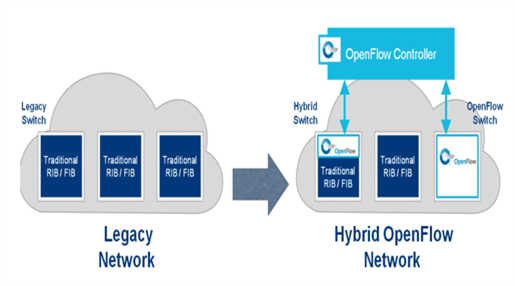 OpenFlow Controller
Legacy
Switch
Hybrid
Switch
OpenFlow
Switch
Traditional
RIB / FIB
Traditional
RIB / FIB
Traditional
RIB / FIB
OpenFlow
Traditional
RIB / FIB
Traditional
RIB / FIB
OpenFlow
Legacy
Network
Hybrid OpenFlow
Network